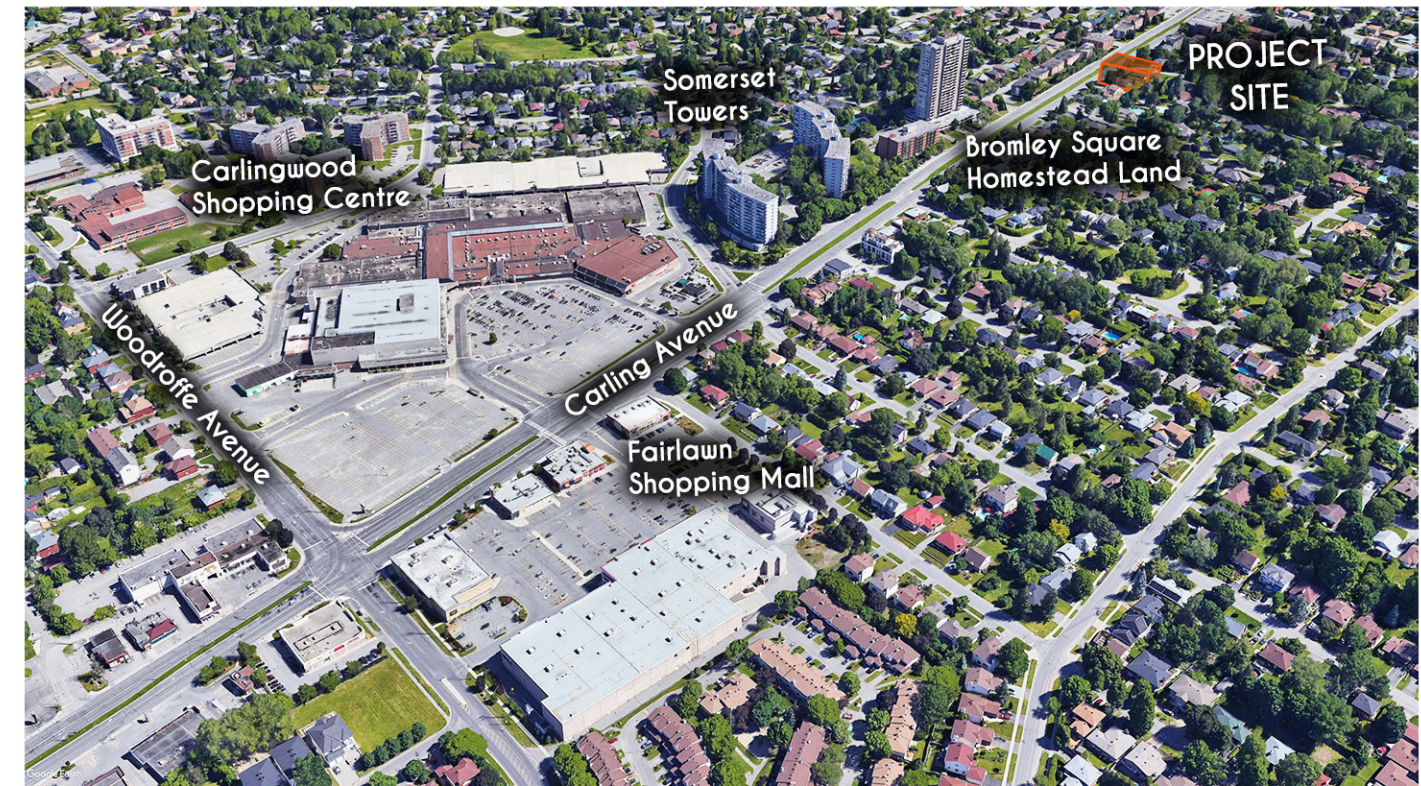 PROJECT
SITE
Somerset
Towers
Bromley Square
Homestead Land
Carlingwood
Shopping Centre
Woodroffe Avenue
Carling Avenue
Fairlawn
Shopping Mall
Google Earth